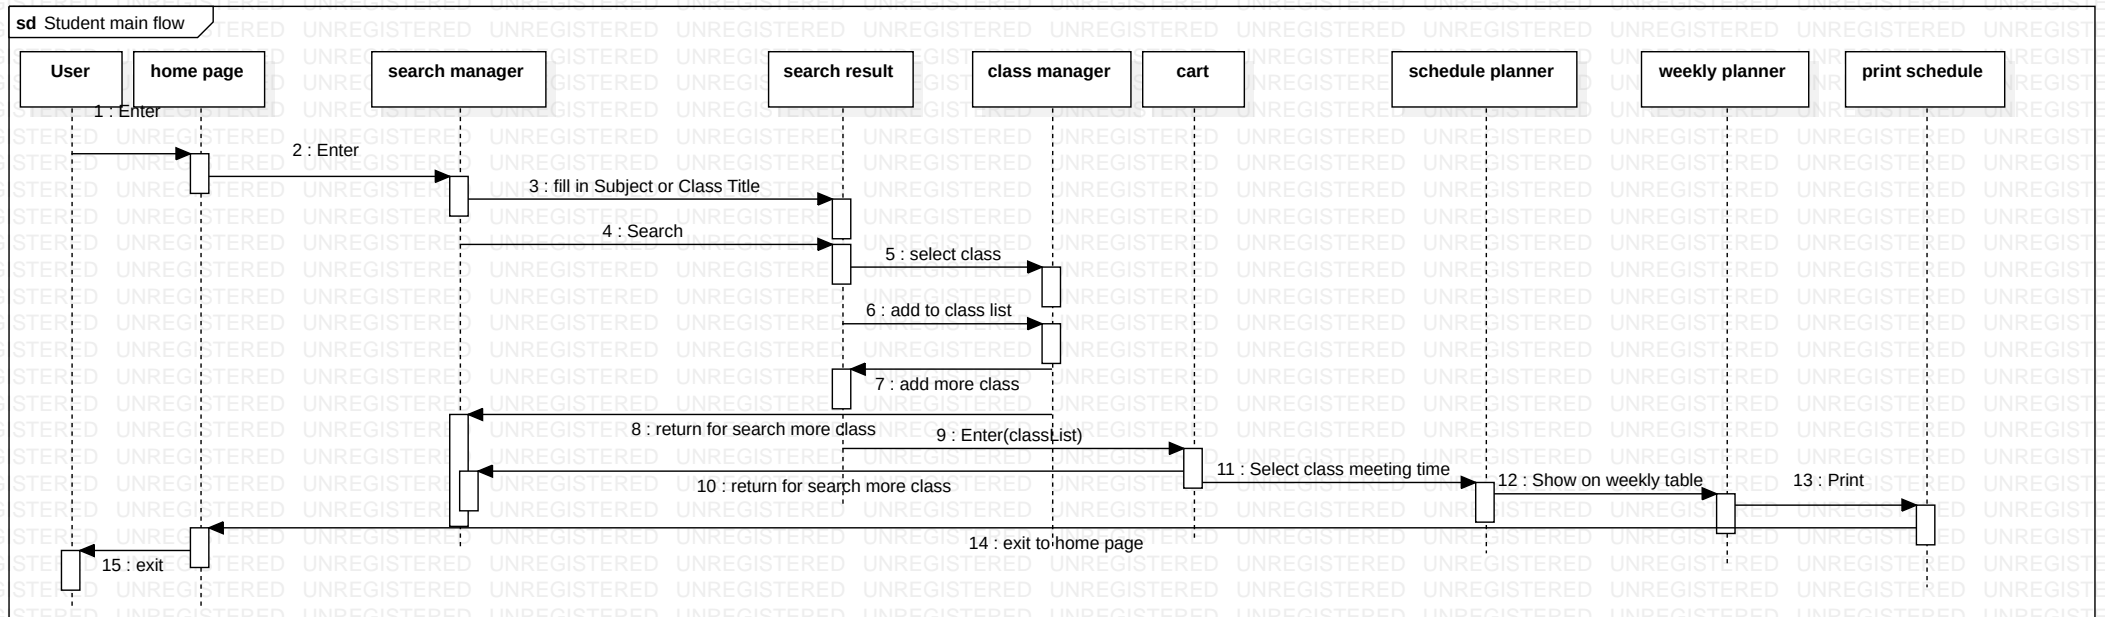 sd Student main flow
User
home page
search manager
search result
class manager
cart
schedule planner
weekly planner
print schedule
1 : Enter
2 : Enter
3 : fill in Subject or Class Title
4 : Search
5 : select class
6 : add to class list
7 : add more class
8 : return for search more class
9 : Enter(classList)
10 : return for search more class
11 : Select class meeting time
12 : Show on weekly table
13 : Print
14 : exit to home page
15 : exit
UNREGISTERED